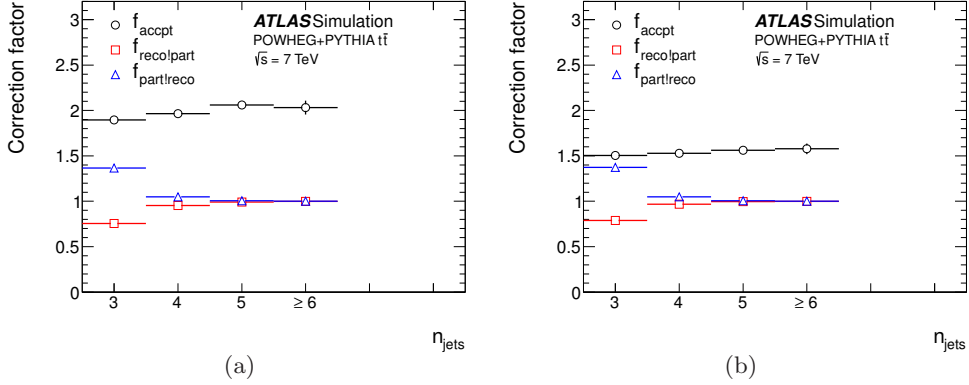 Correction factor
3
2.5
2
1.5
1
0.5
0
f_accpt
f_reco!part
f_part!reco
ATLAS Simulation
POWHEG+PYTHIA tt̄
√s = 7 TeV
3 4 5 ≥ 6
n_jets
(a)
Correction factor
3
2.5
2
1.5
1
0.5
0
f_accpt
f_reco!part
f_part!reco
ATLAS Simulation
POWHEG+PYTHIA tt̄
√s = 7 TeV
3 4 5 ≥ 6
n_jets
(b)